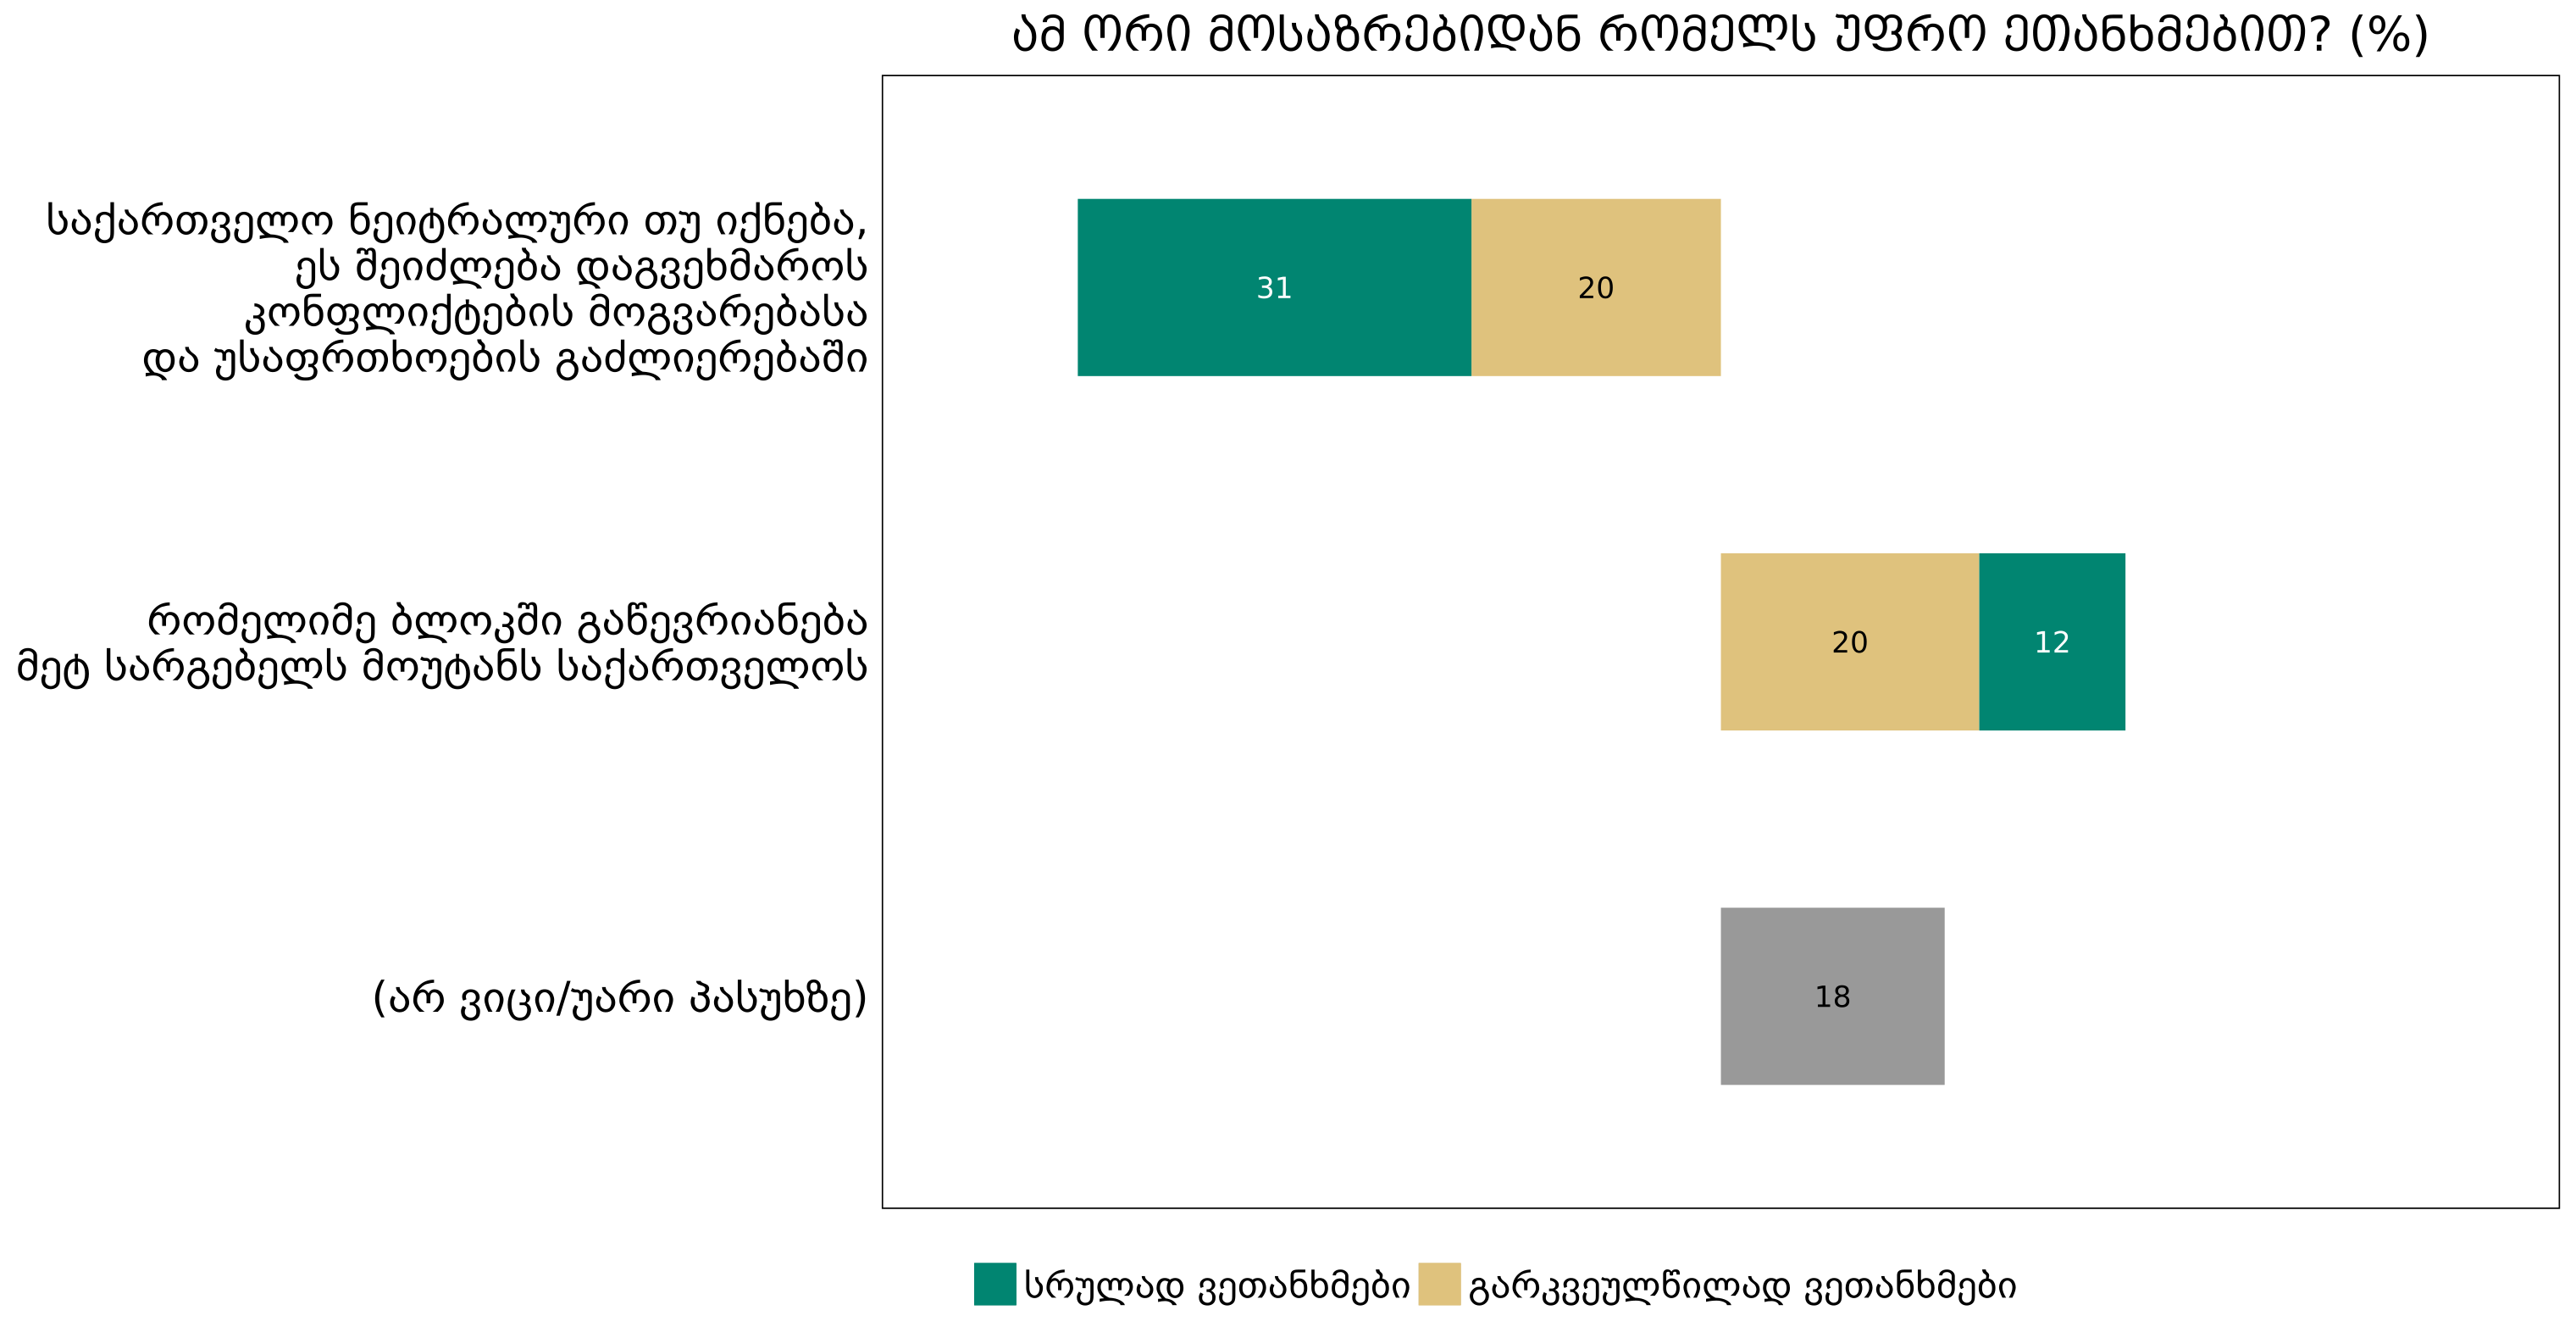 ამ ორი მოსაზრებიდან რომელს უფრო ეთანხმებით? (%)
საქართველო ნეიტრალური თუ იქნება,
ეს შეიძლება დაგვეხმაროს
კონფლიქტების მოგვარებასა
და უსაფრთხოების გაძლიერებაში
31 20
რომელიმე ბლოკში გაწევრიანება
მეტ სარგებელს მოუტანს საქართველოს
20 12
(არ ვიცი/უარი პასუხზე)
18
სრულად ვეთანხმები გარკვეულწილად ვეთანხმები